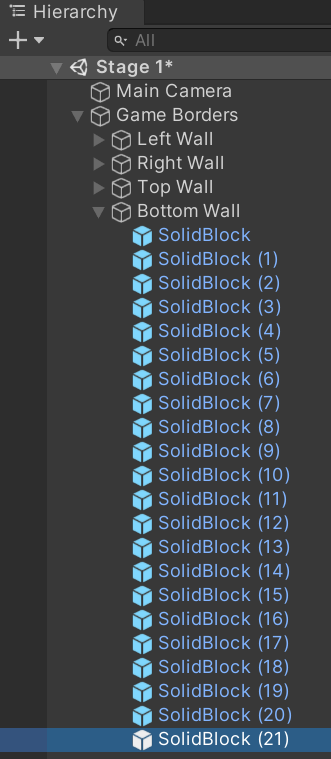 Hierarchy
All
Stage 1*
Main Camera
Game Borders
Left Wall
Right Wall
Top Wall
Bottom Wall
SolidBlock
SolidBlock (1)
SolidBlock (2)
SolidBlock (3)
SolidBlock (4)
SolidBlock (5)
SolidBlock (6)
SolidBlock (7)
SolidBlock (8)
SolidBlock (9)
SolidBlock (10)
SolidBlock (11)
SolidBlock (12)
SolidBlock (13)
SolidBlock (14)
SolidBlock (15)
SolidBlock (16)
SolidBlock (17)
SolidBlock (18)
SolidBlock (19)
SolidBlock (20)
SolidBlock (21)